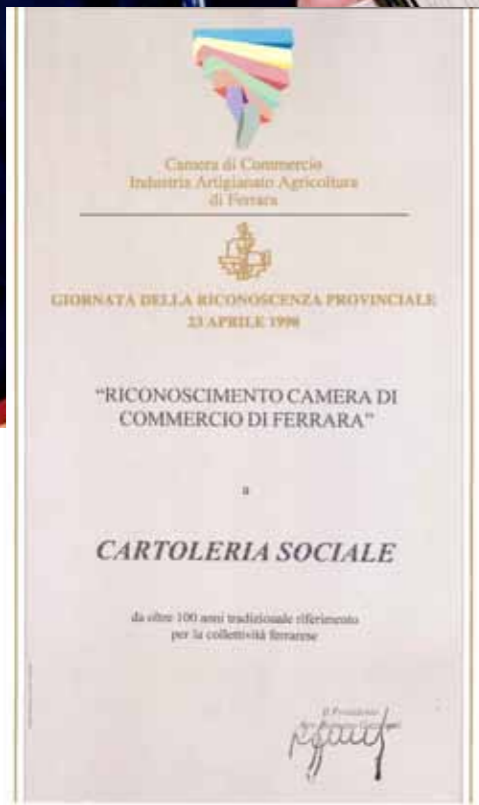 Camera di Commercio
Industria Artigianato Agricoltura
di Ferrara
GIORNATA DELLA RICONOSCENZA PROVINCIALE
23 APRILE
"RICONOSCIMENTO CAMERA DI
COMMERCIO DI FERRARA"
a
CARTOLERIA SOCIALE
da oltre 100 anni tradizionale riferimento
per la collettività ferrarese
Il Presidente